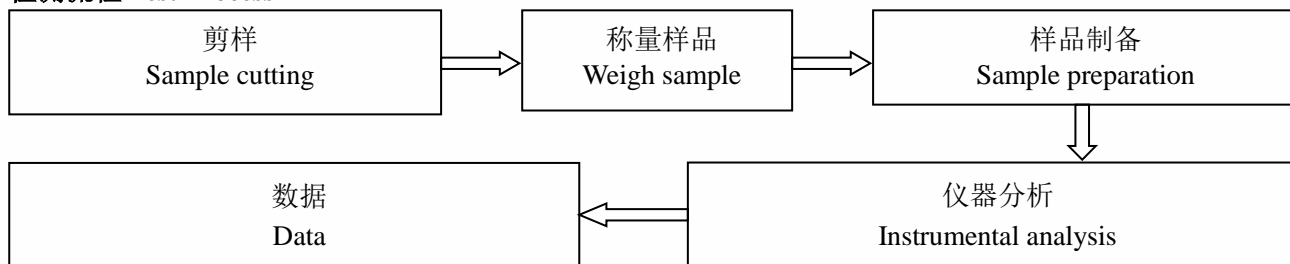 剪样
Sample cutting
称量样品
Weigh sample
样品制备
Sample preparation
仪器分析
Instrumental analysis
数据
Data